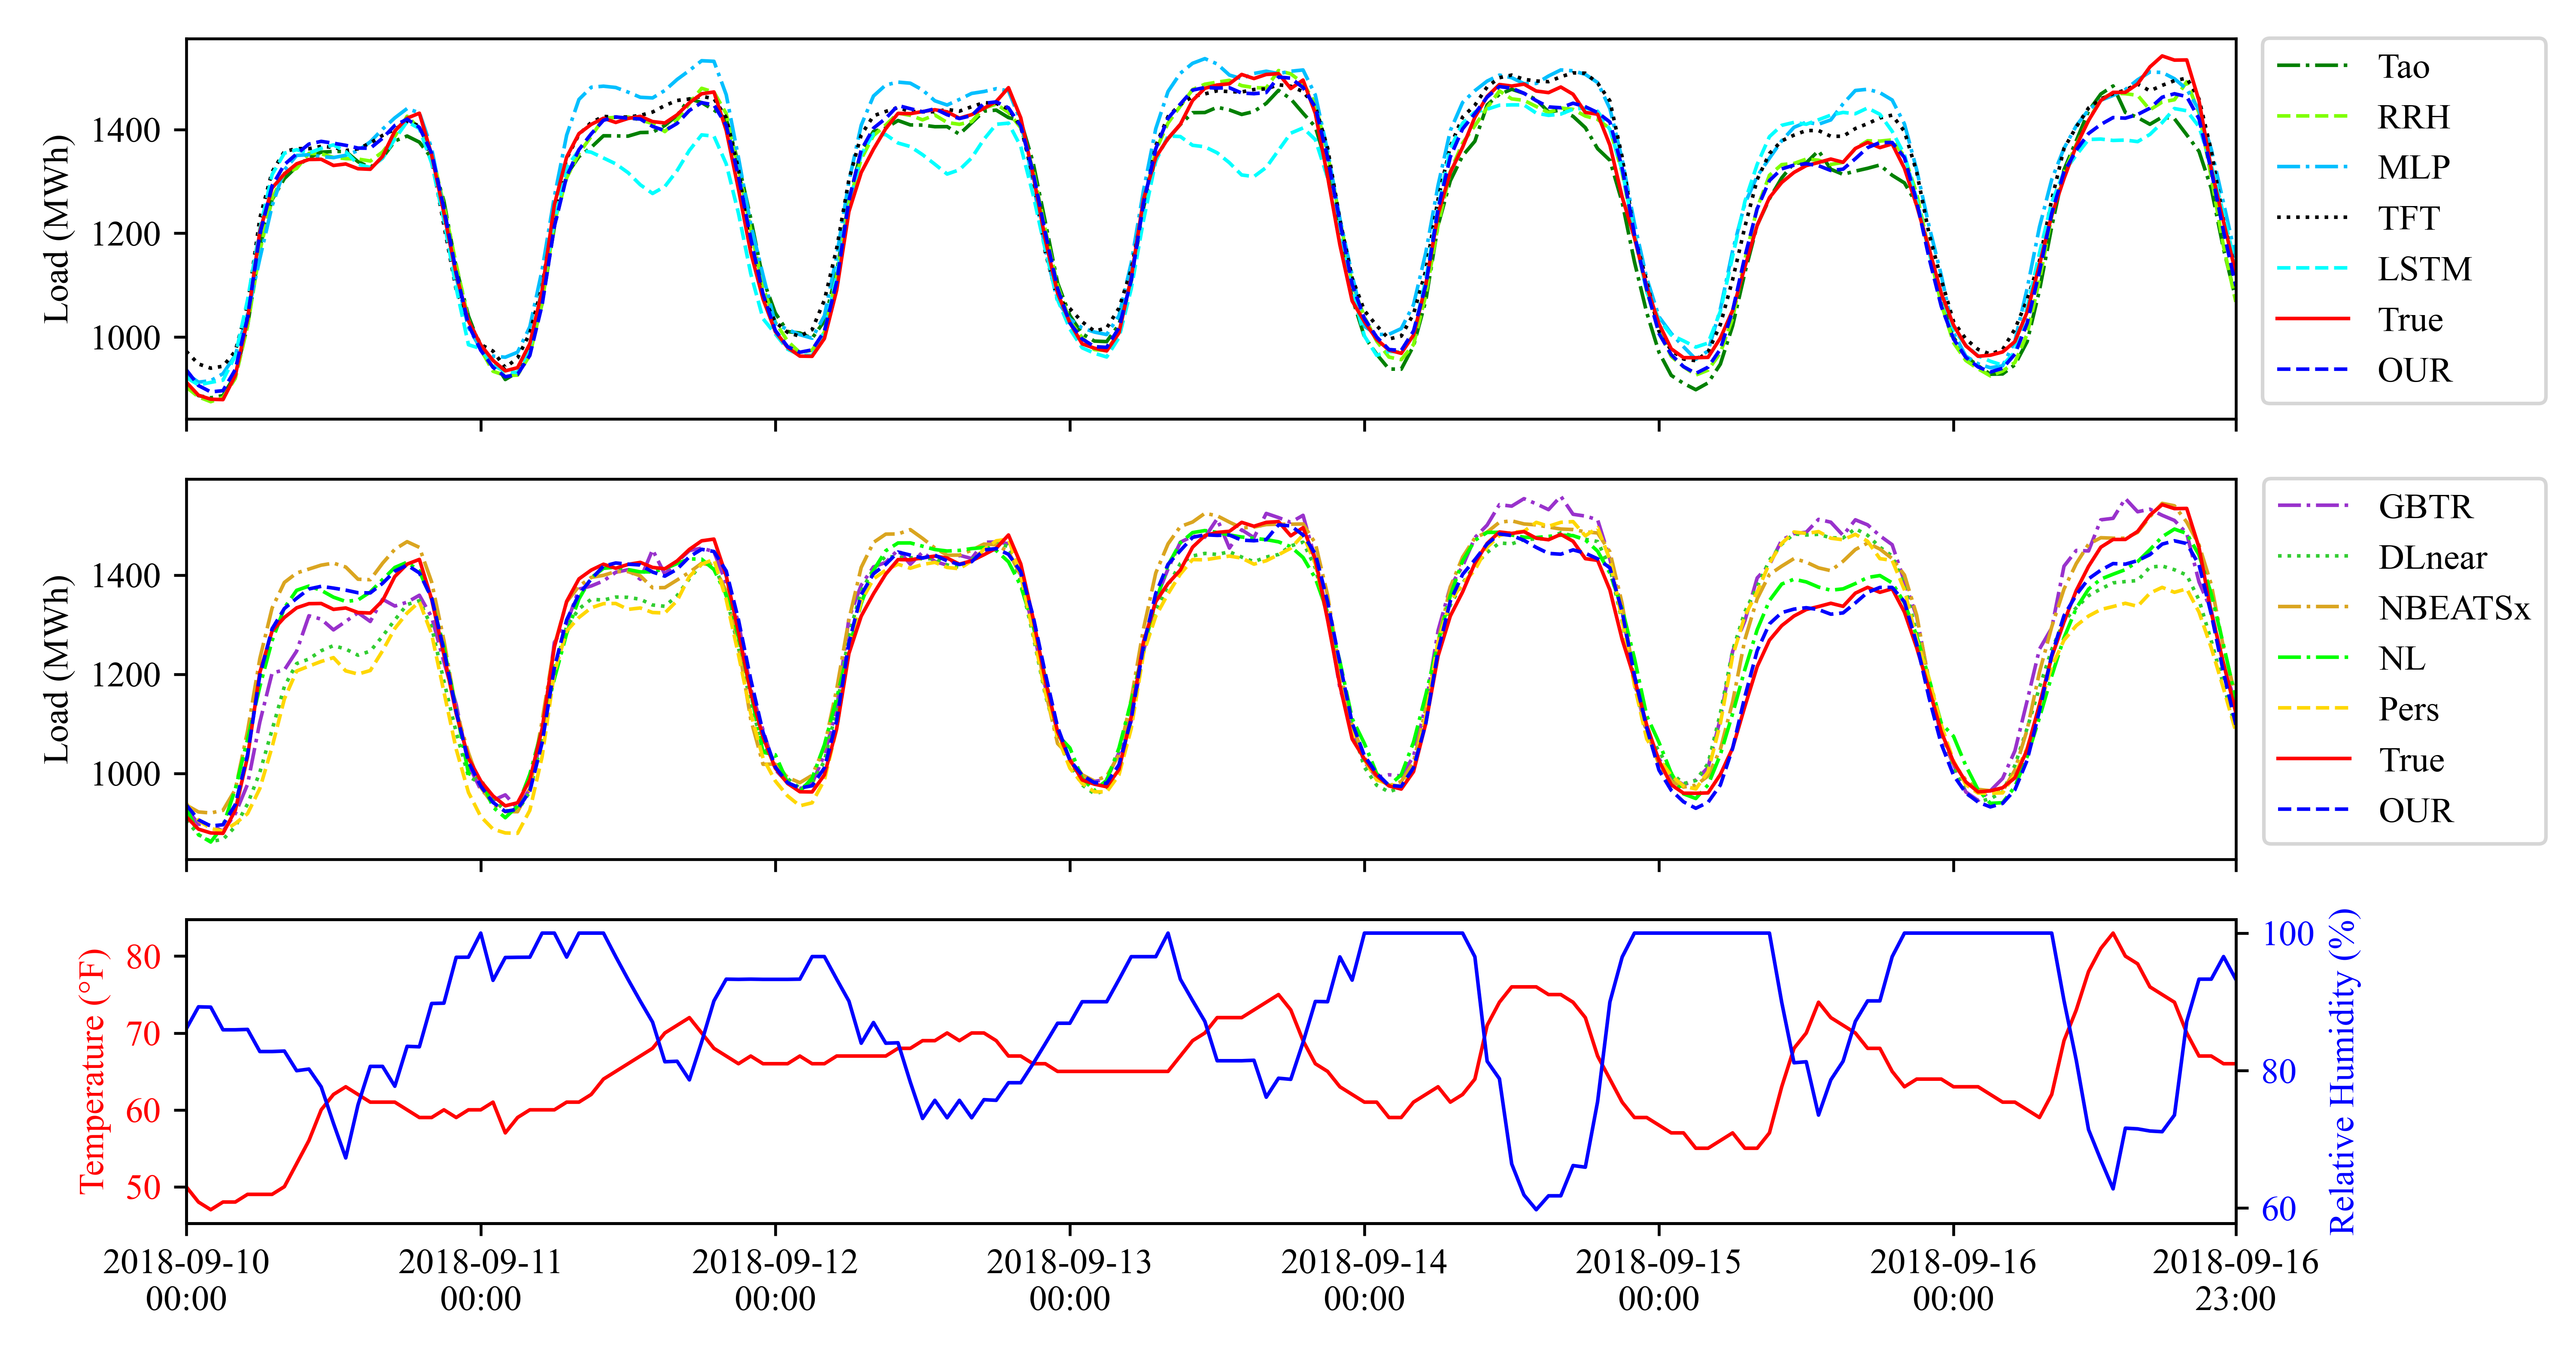 Load (MWh)
1400
1200
1000
Tao
RRH
MLP
TFT
LSTM
True
OUR
Load (MWh)
1400
1200
1000
GBTR
DLnear
NBEATSx
NL
Pers
True
OUR
Temperature (°F)
80
70
60
50
100
80
60
Relative Humidity (%)
2018-09-10
00:00
2018-09-11
00:00
2018-09-12
00:00
2018-09-13
00:00
2018-09-14
00:00
2018-09-15
00:00
2018-09-16
00:00
2018-09-16
23:00